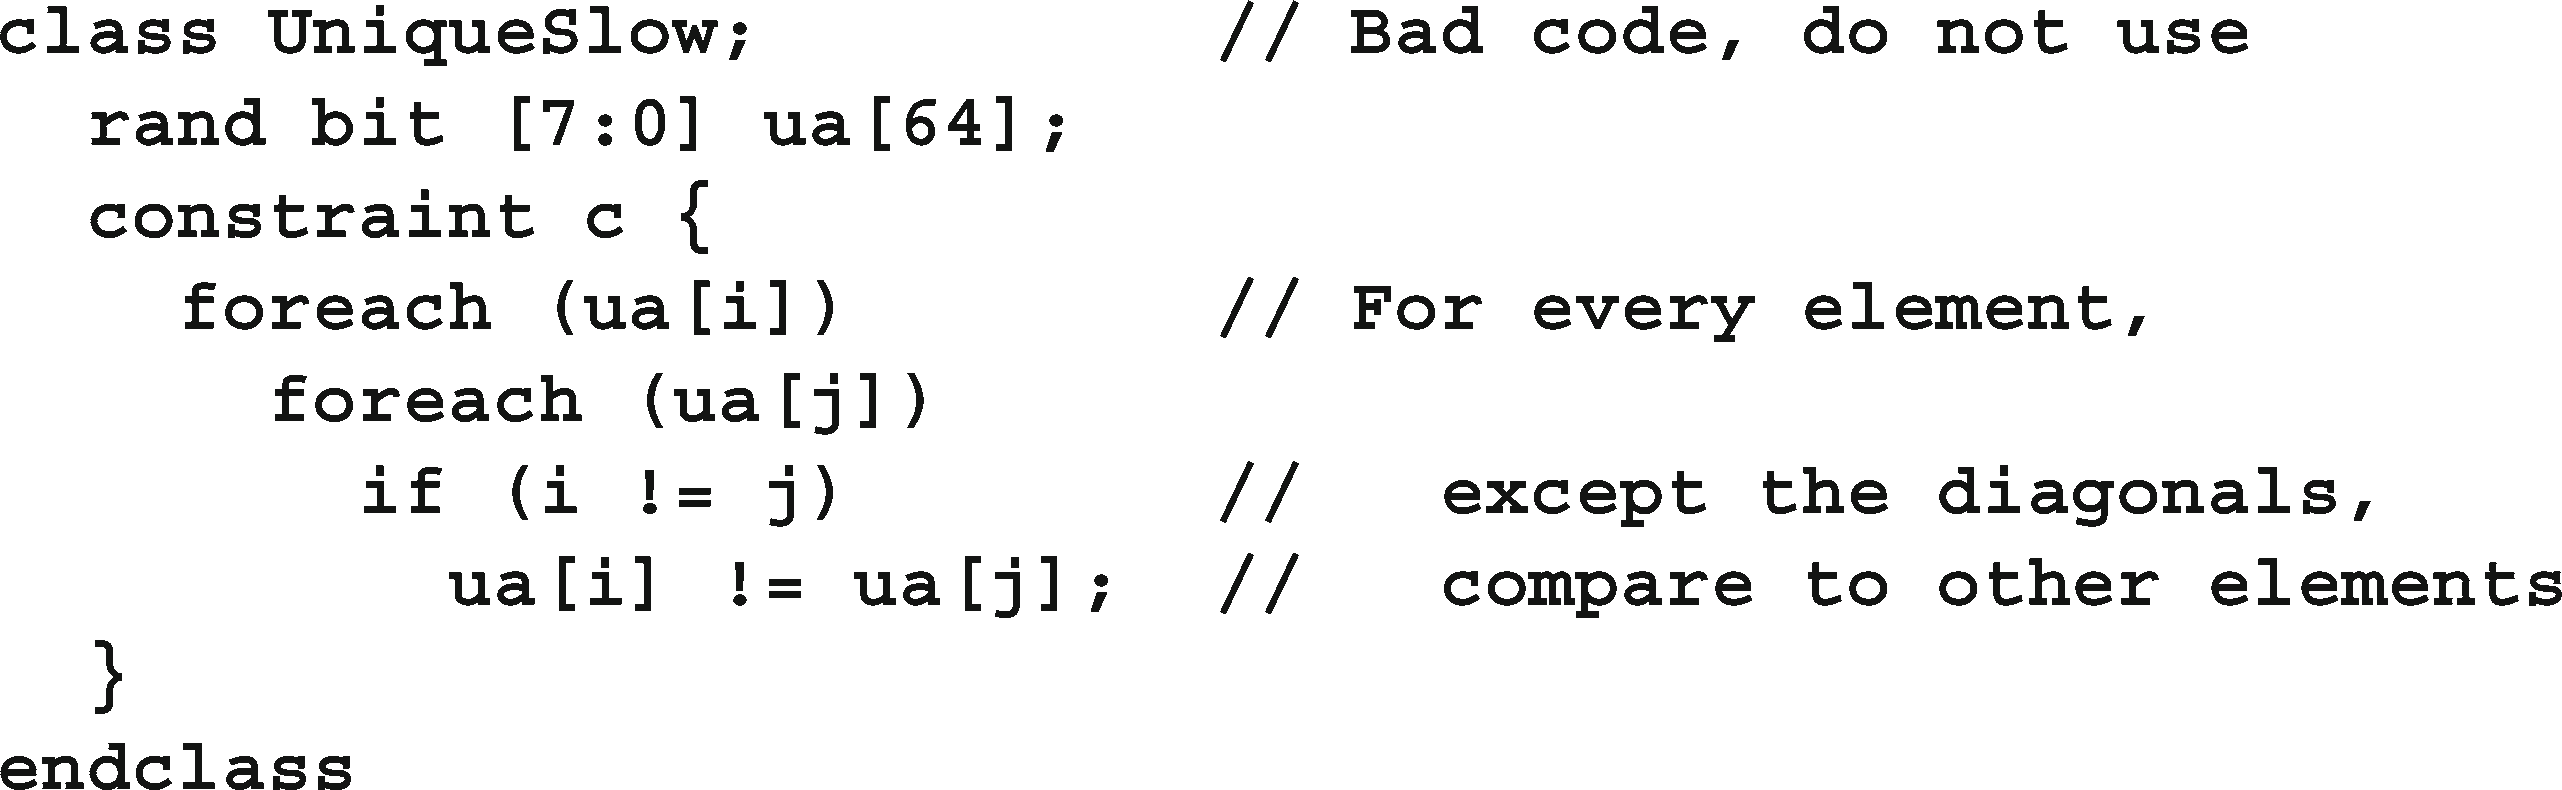 class UniqueSlow;          // Bad code, do not use
  rand bit [7:0] ua[64];
  constraint c {
    foreach (ua[i])        // For every element,
      foreach (ua[j])
        if (i != j)        //   except the diagonals,
          ua[i] != ua[j];  //   compare to other elements
  }
endclass